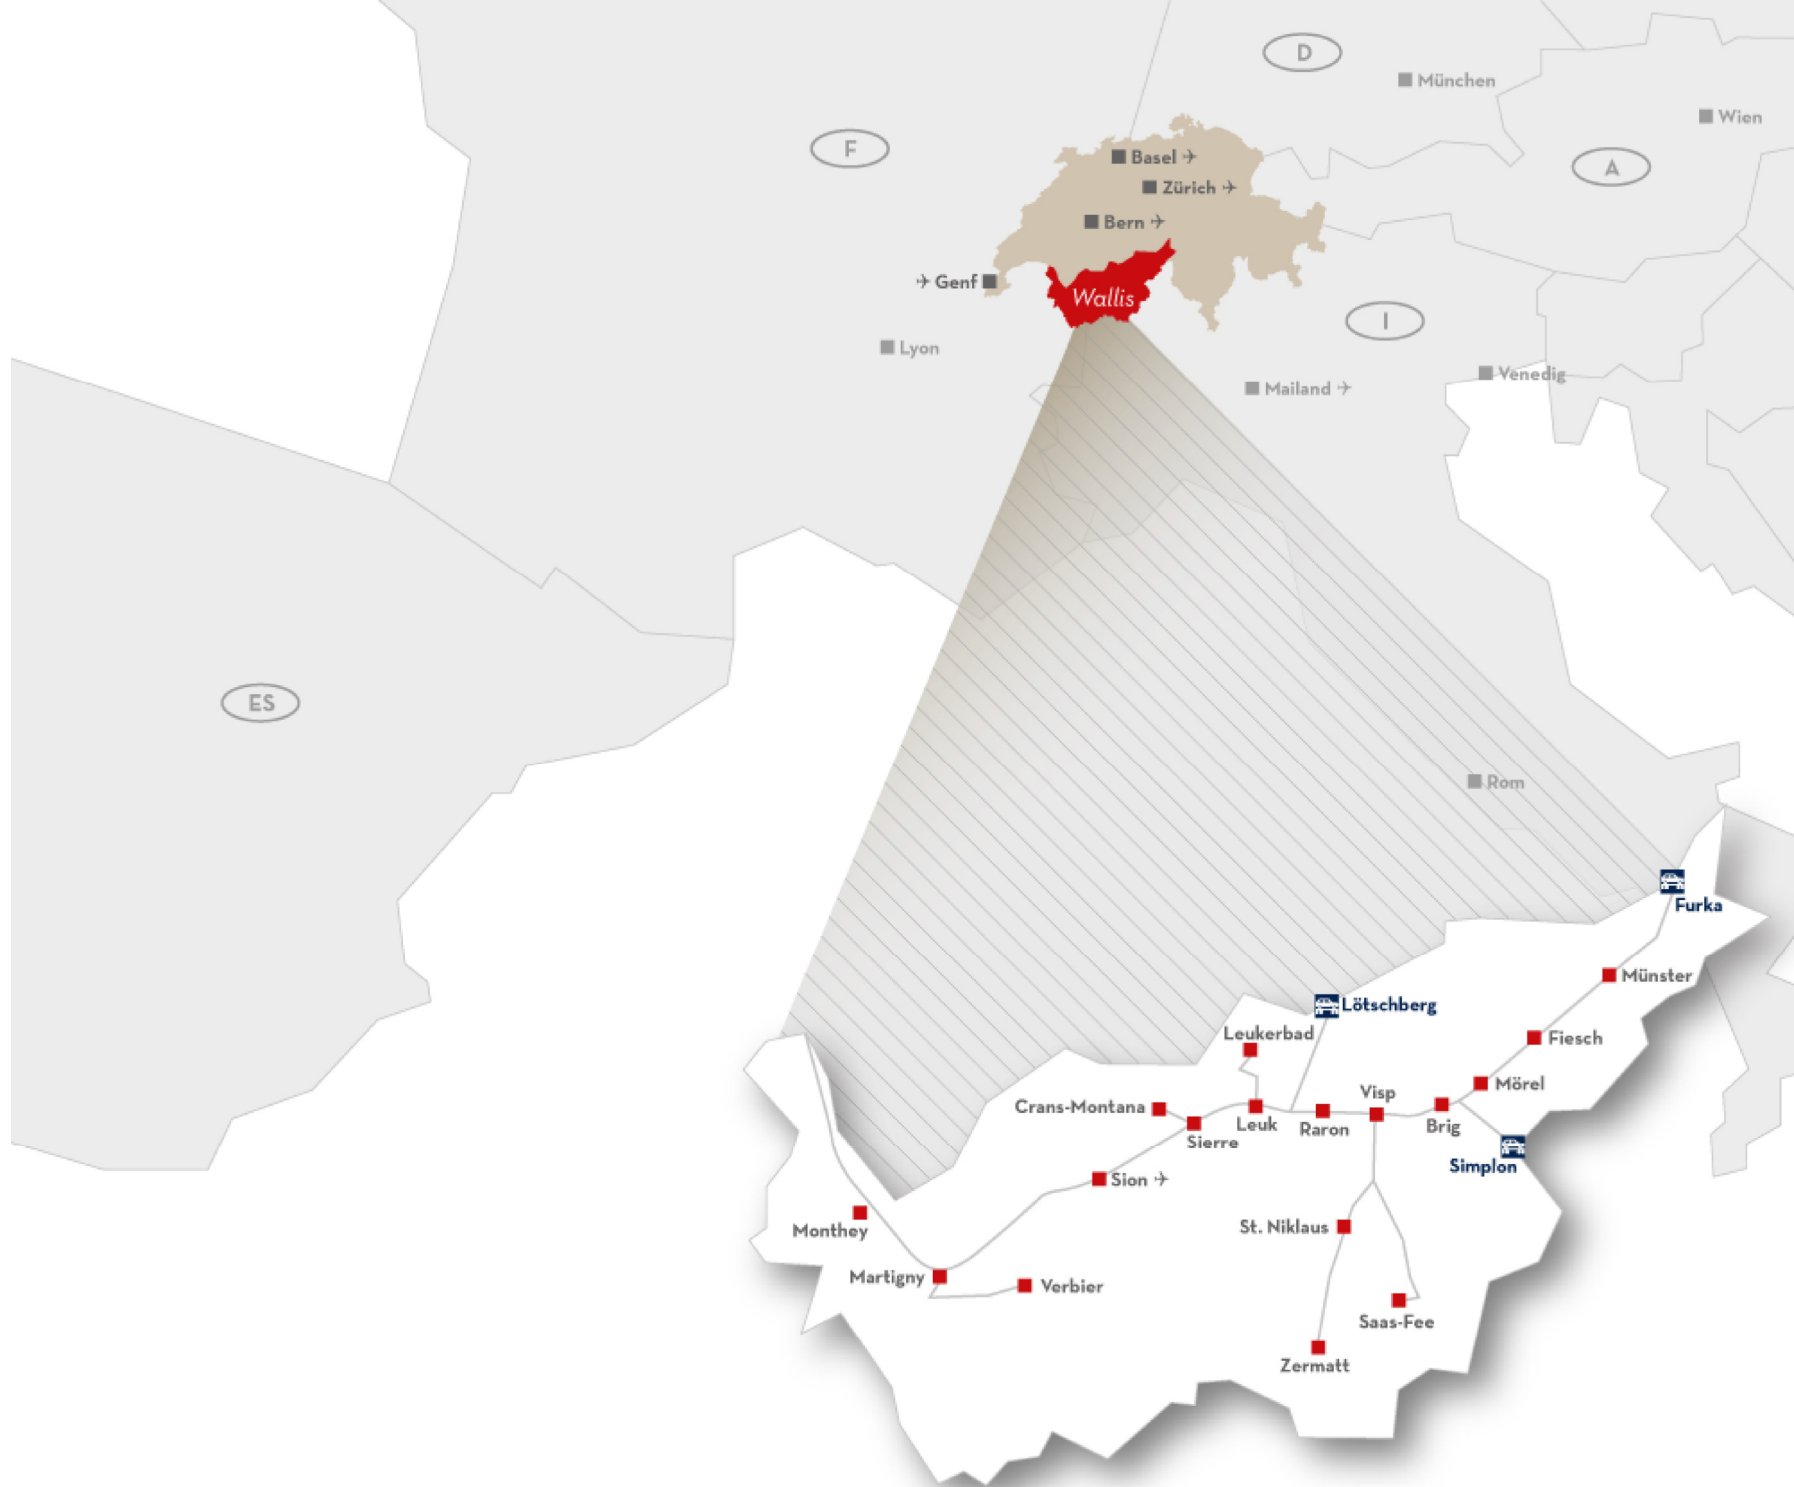 D
München
Wien
F
Basel
A
Zürich
Bern
Genf
Wallis
I
Lyon
Venedig
Mailand
ES
Rom
Furka
Münster
Lötschberg
Leukerbad
Fiesch
Mörel
Visp
Crans-Montana
Leuk
Raron
Brig
Sierre
Simplon
Sion
Monthey
St. Niklaus
Martigny
Verbier
Saas-Fee
Zermatt